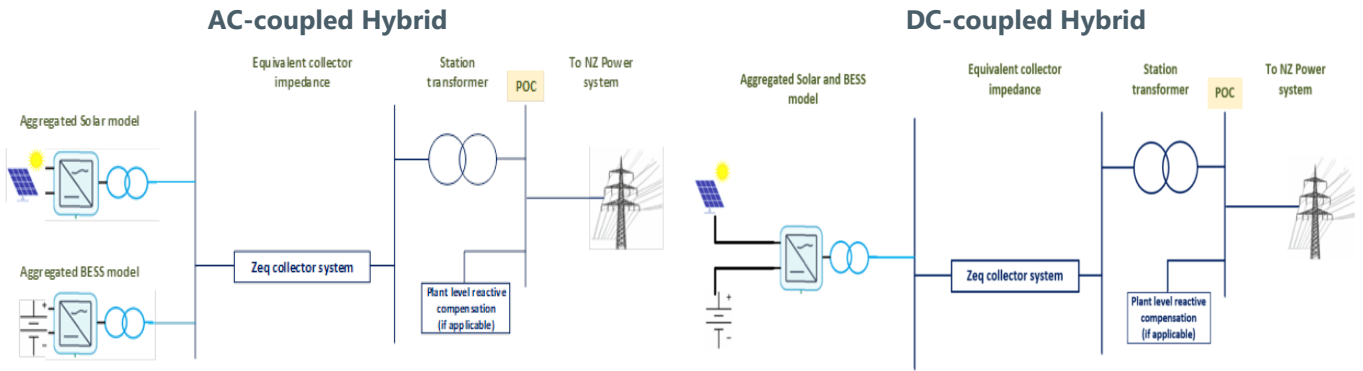 AC-coupled Hybrid
Equivalent collector
impedance
Station
transformer
POC
To NZ Power
system
Aggregated Solar model
Aggregated BESS model
+
-
Zeq collector system
Plant level reactive
compensation
(if applicable)
DC-coupled Hybrid
Aggregated Solar and BESS
model
Equivalent collector
impedance
Station
transformer
POC
To NZ Power
system
+
-
Zeq collector system
Plant level reactive
compensation
(if applicable)